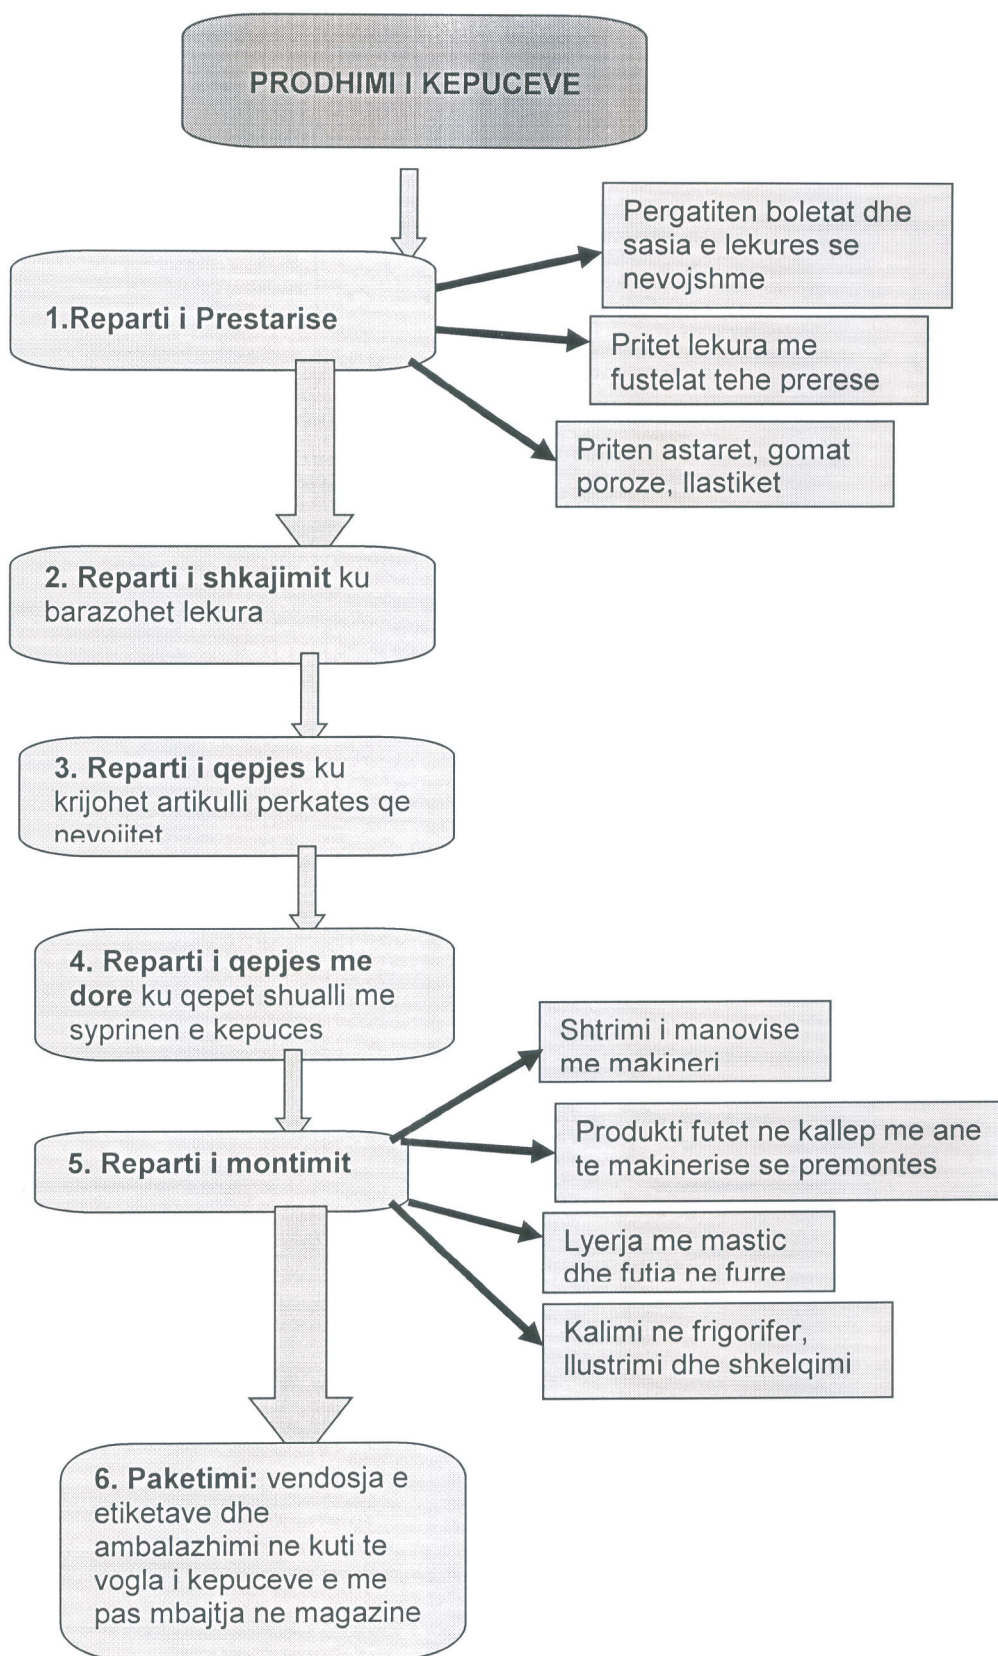 PRODHIMI I KEPUCEVE
1.Reparti i Prestarise
Pergatiten boletat dhe
sasia e lekures se
nevojshme
Pritet lekura me
fustelat tehe prerese
Priten astaret, gomat
poroze, llastiket
2. Reparti i shkajimit ku
barazohet lekura
3. Reparti i qepjes ku
krijohet artikulli perkates qe
nevojitet
4. Reparti i qepjes me
dore ku qepet shualli me
syprinen e kepuces
5. Reparti i montimit
Shtrimi i manovise
me makineri
Produkti futet ne kallep me ane
te makinerise se premontes
Lyerja me mastic
dhe futja ne furre
Kalimi ne frigorifer,
llustrimi dhe shkelqimi
6. Paketimi: vendosja e
etiketave dhe
ambalazhimi ne kuti te
vogla i kepuceve e me
pas mbajtja ne magazine